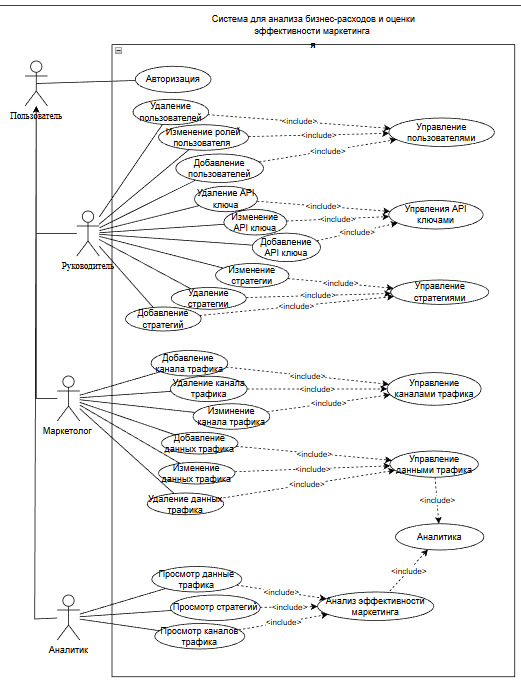 Система для анализа бизнес-расходов и оценки
эффективности маркетинга
я
Авторизация
Пользователь
Удаление
пользователей
<include>
Изменение ролей
пользователя
<include>
Управление
пользователями
Добавление
пользователей
<include>
Удаление API
ключа
<include>
Изменение
API ключа
<include>
Упрвления API
ключами
Добавление
API ключа
<include>
Руководитель
Изменение
стратегии
<include>
Удаление
стратегии
<include>
Управление
стратегиями
Добавление
стратегий
<include>
Добавление
канала трафика
<include>
Удаление канала
трафика
<include>
Управление
каналами трафика
Изминение
канала трафика
<include>
Маркетолог
Добавление
данных трафика
<include>
Изменение
данных трафика
<include>
Управление
данными трафика
Удаление данных
трафика
<include>
<include>
Аналитика
<include>
Просмотр данные
трафика
<include>
Просмотр стратегий
<include>
Анализ эффективности
маркетинга
Просмотр каналов
трафика
<include>
Аналитик